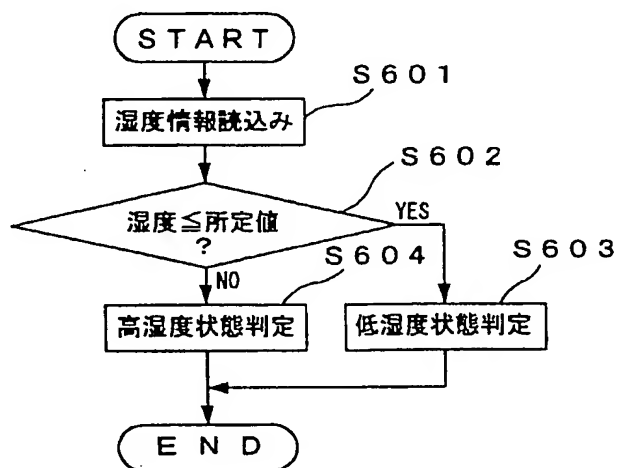 START
S601
湿度情報読込み
S602
湿度≦所定値
?
YES
NO
S604
S603
高湿度状態判定
低湿度状態判定
END